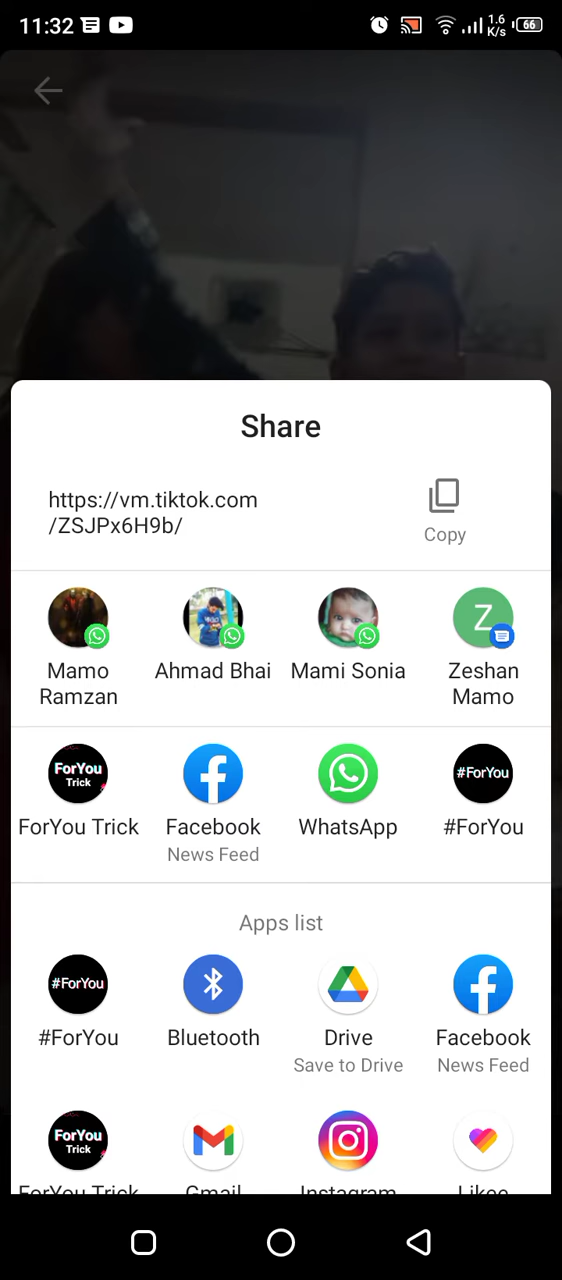 11:32
1.6
K/s
66
Share
https://vm.tiktok.com
/ZSJPx6H9b/
Copy
Z
Mamo
Ramzan
Ahmad Bhai
Mami Sonia
Zeshan
Mamo
ForYou
Trick
#ForYou
ForYou Trick
Facebook
News Feed
WhatsApp
#ForYou
Apps list
#ForYou
#ForYou
Bluetooth
Drive
Save to Drive
Facebook
News Feed
ForYou
Trick
ForYou Trick
Gmail
Instagram
Likee